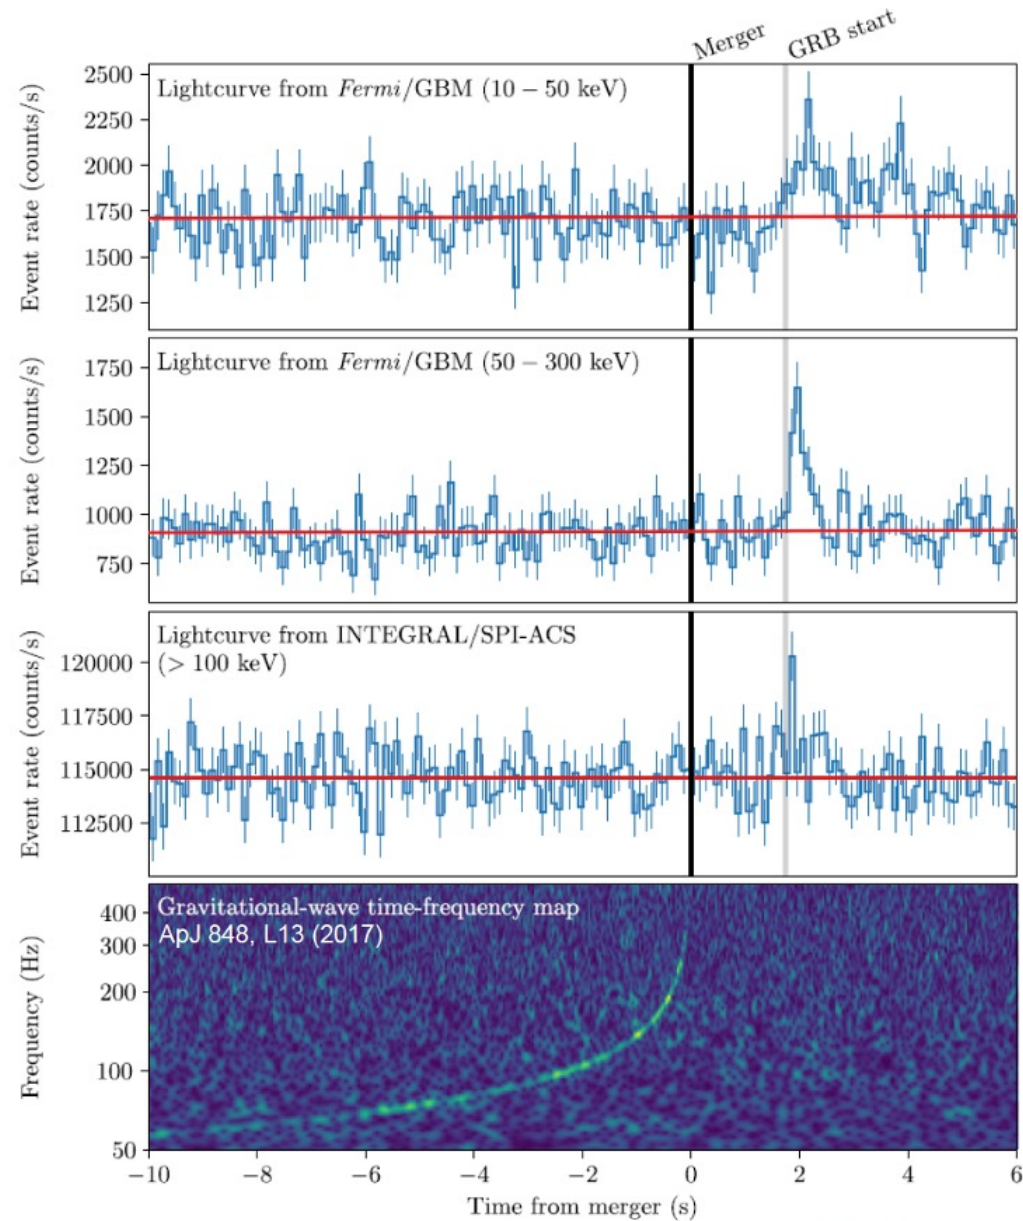 Merger
GRB start
Lightcurve from Fermi/GBM (10 − 50 keV)
Event rate (counts/s)
2500
2250
2000
1750
1500
1250
Lightcurve from Fermi/GBM (50 − 300 keV)
Event rate (counts/s)
1750
1500
1250
1000
750
Lightcurve from INTEGRAL/SPI-ACS
(> 100 keV)
Event rate (counts/s)
120000
117500
115000
112500
Gravitational-wave time-frequency map
ApJ 848, L13 (2017)
Frequency (Hz)
400
300
200
100
50
−10 −8 −6 −4 −2 0 2 4 6
Time from merger (s)